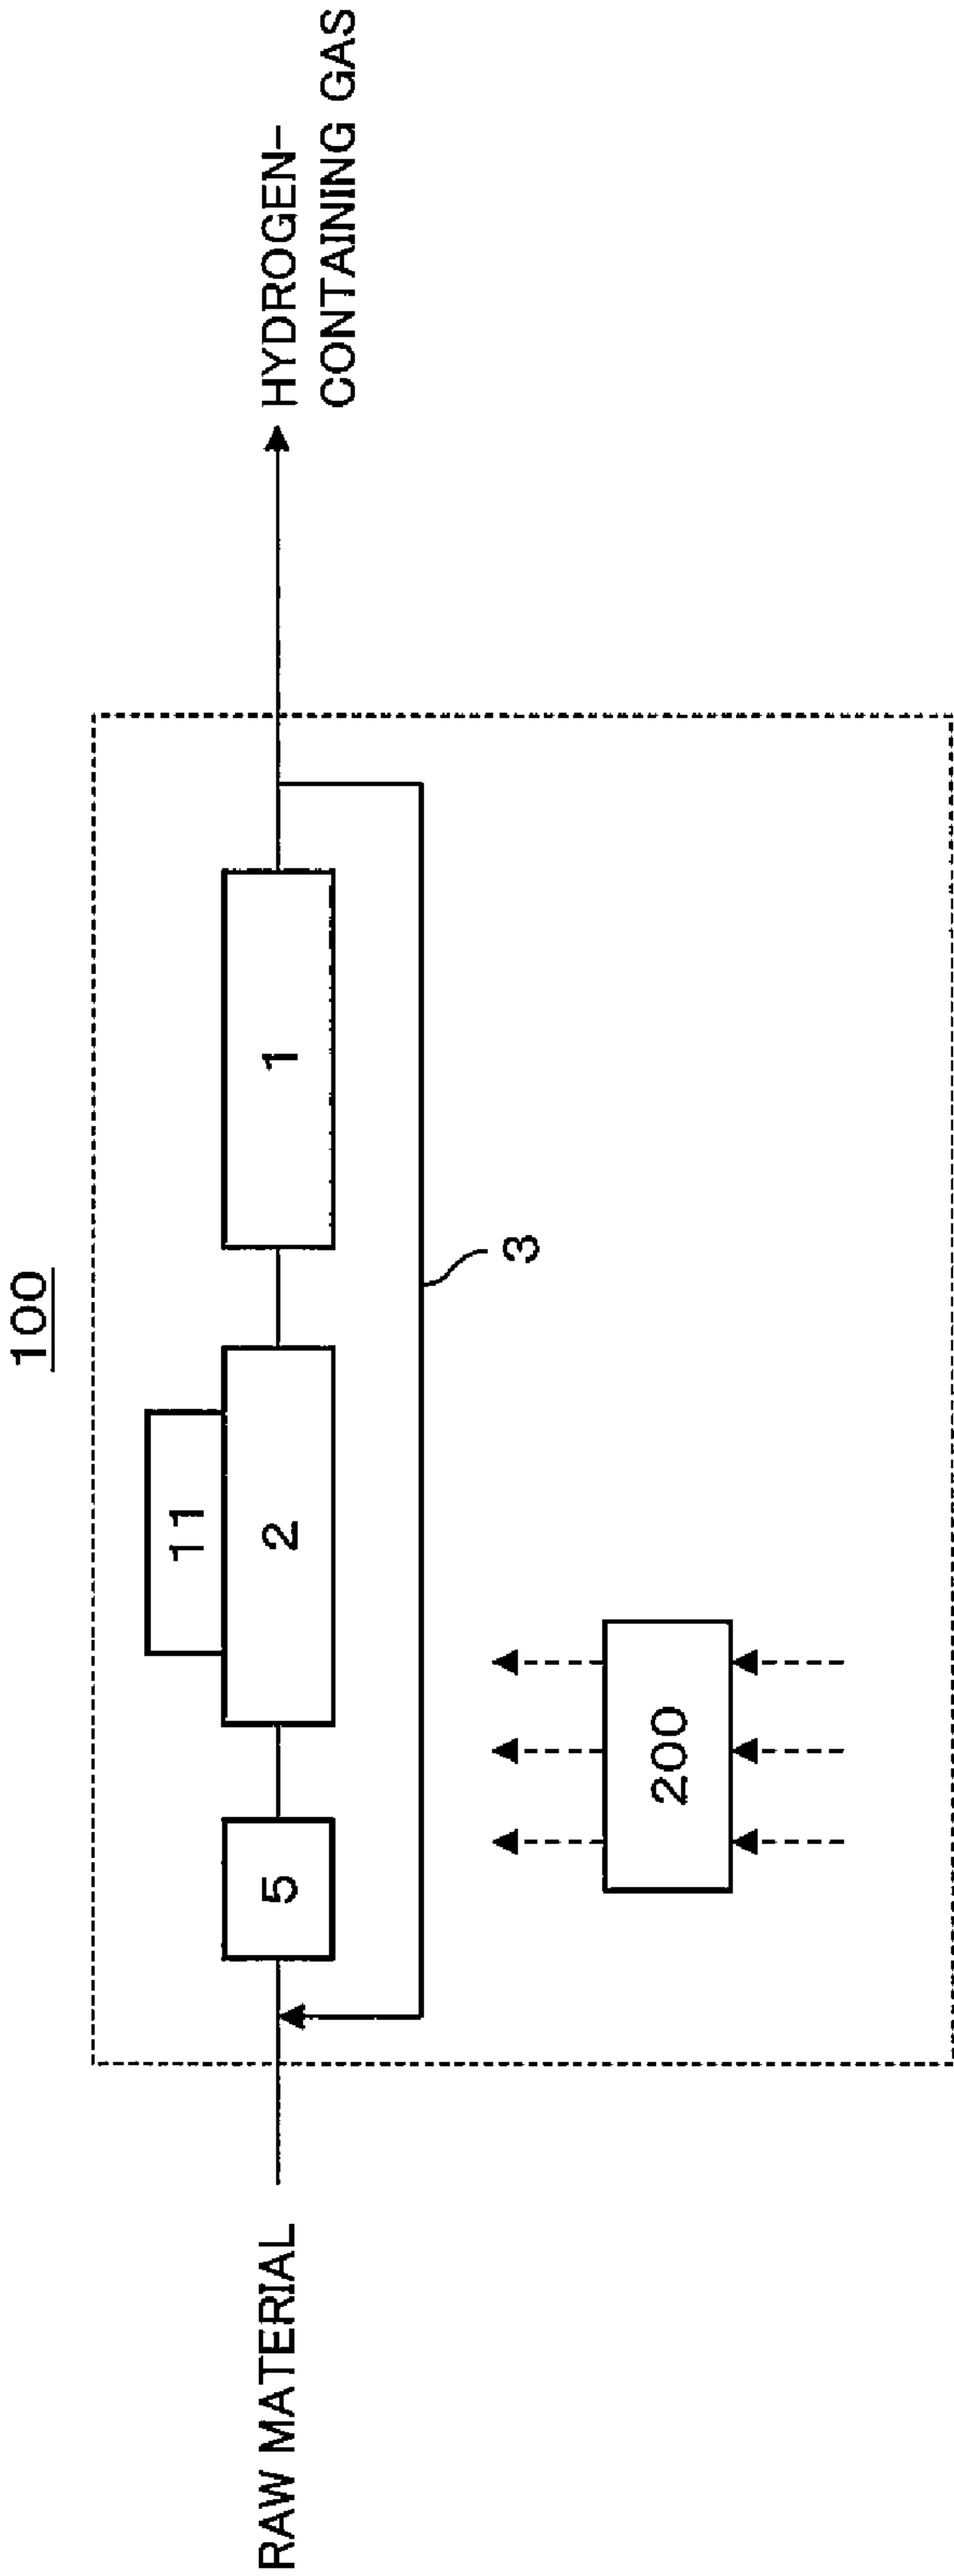 100
11
5
2
1
3
200
RAW MATERIAL
HYDROGEN-
CONTAINING GAS